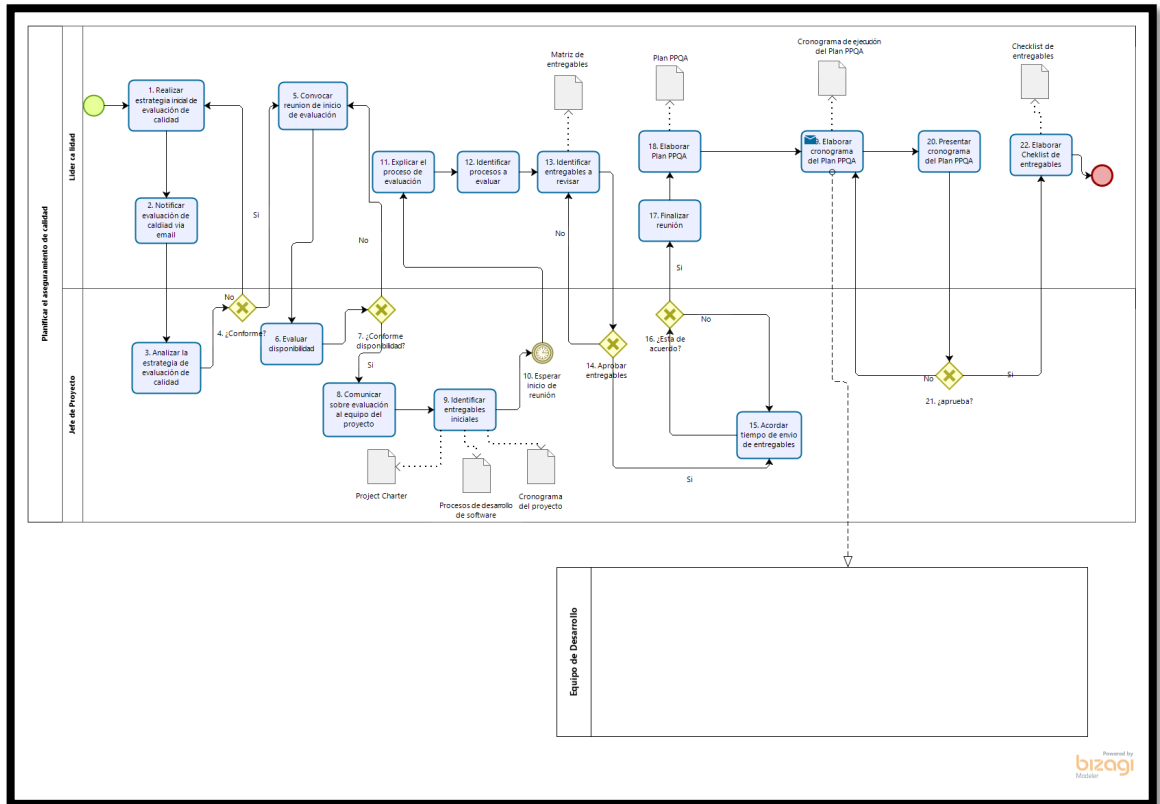 Planificar el aseguramiento de calidad
Lider ca lidad
1. Realizar
estrategia inicial de
evaluación de
calidad
2. Notificar
evaluación de
caldiad via
email
Si
No
5. Convocar
reunion de inicio
de evaluación
No
11. Explicar el
proceso de
evaluación
12. Identificar
procesos a
evaluar
Matriz de
entregables
13. Identificar
entregables a
revisar
No
Plan PPQA
18. Elaborar
Plan PPQA
17. Finalizar
reunión
Si
Cronograma de ejecución
del Plan PPQA
9. Elaborar
cronograma
del Plan PPQA
20. Presentar
cronograma
del Plan PPQA
Checklist de
entregables
22. Elaborar
Cheklist de
entregables
Jefe de Proyecto
3. Analizar la
estrategia de
evaluación de
calidad
4. ¿Conforme?
6. Evaluar
disponibilidad
7. ¿Conforme
disponibilidad?
Si
8. Comunicar
sobre evaluación
al equipo del
proyecto
9. Identificar
entregables
iniciales
Project Charter
Procesos de desarrollo
de software
Cronograma
del proyecto
10. Esperar
inicio de
reunión
14. Aprobar
entregables
Si
16. ¿Esta de
acuerdo?
No
15. Acordar
tiempo de envio
de entregables
No
Si
21. ¿aprueba?
Equipo de Desarrollo
Powered by
bizagi
Modeler